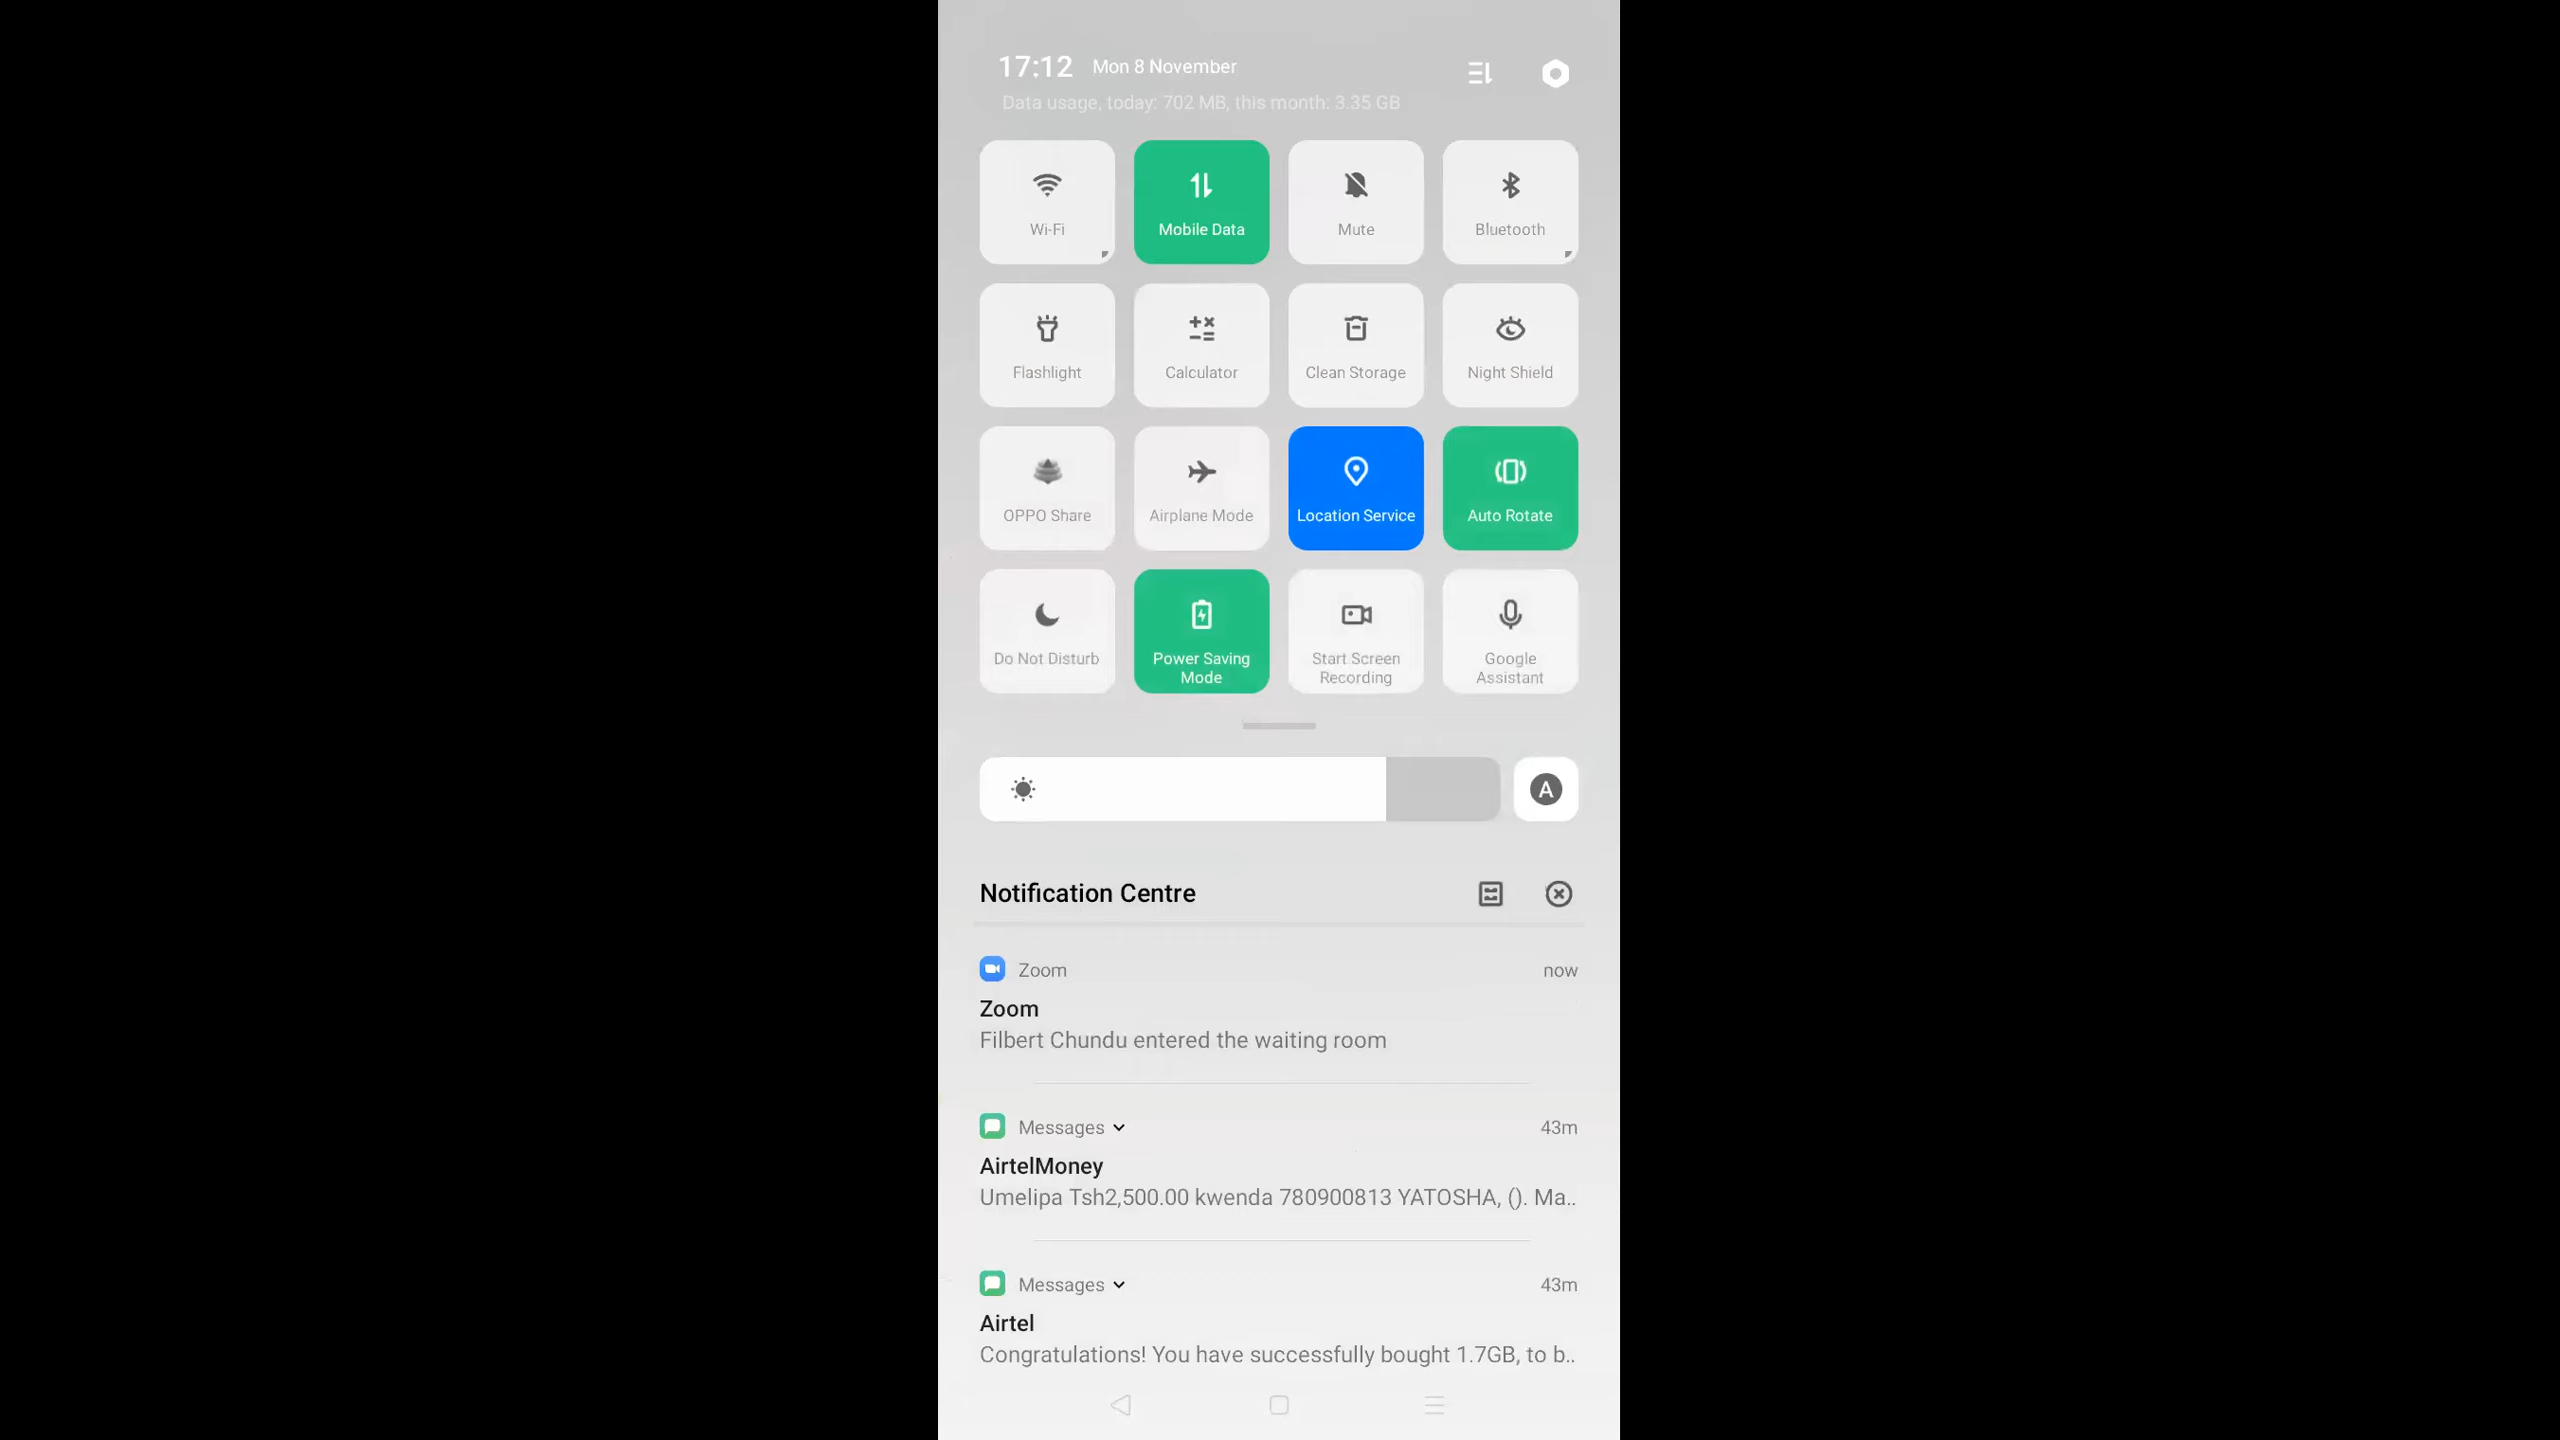 17:12 Mon 8 November
Data usage, today: 702 MB, this month: 3.35 GB
Wi-Fi
Mobile Data
Mute
Bluetooth
Flashlight
Calculator
Clean Storage
Night Shield
OPPO Share
Airplane Mode
Location Service
Auto Rotate
Do Not Disturb
Power Saving
Mode
Start Screen
Recording
Google
Assistant
A
Notification Centre
Zoom now
Zoom
Filbert Chundu entered the waiting room
Messages 43m
AirtelMoney
Umelipa Tsh2,500.00 kwenda 780900813 YATOSHA, (). Ma..
Messages 43m
Airtel
Congratulations! You have successfully bought 1.7GB, to b..